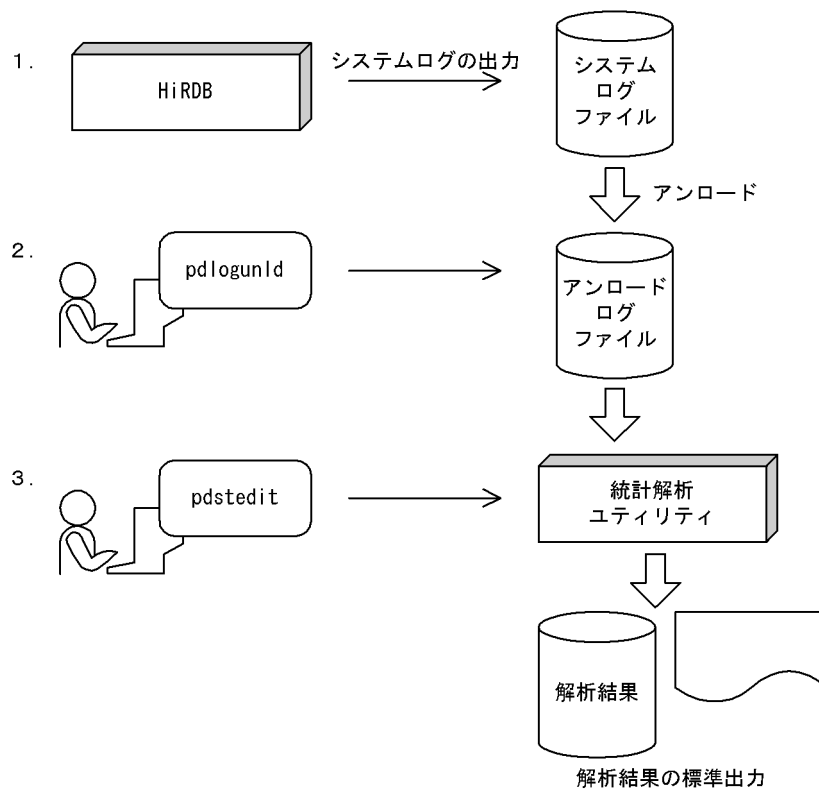 1.
HiRDB
システムログの出力
システム
ログ
ファイル
アンロード
2.
pdlogunld
アンロード
ログ
ファイル
3.
pdstedit
統計解析
ユティリティ
解析結果
解析結果の標準出力